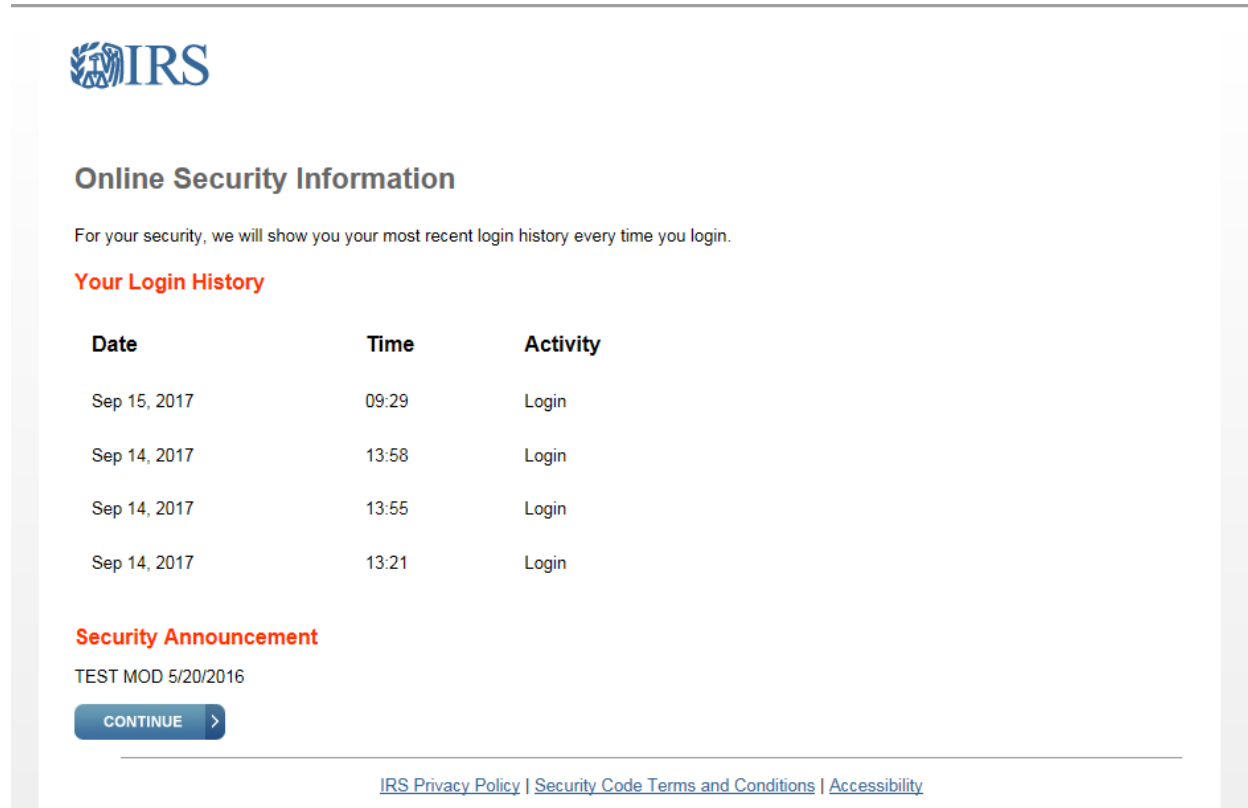 IRS
Online Security Information
For your security, we will show you your most recent login history every time you login.
Your Login History
Date Time Activity
Sep 15, 2017 09:29 Login
Sep 14, 2017 13:58 Login
Sep 14, 2017 13:55 Login
Sep 14, 2017 13:21 Login
Security Announcement
TEST MOD 5/20/2016
CONTINUE >
IRS Privacy Policy | Security Code Terms and Conditions | Accessibility